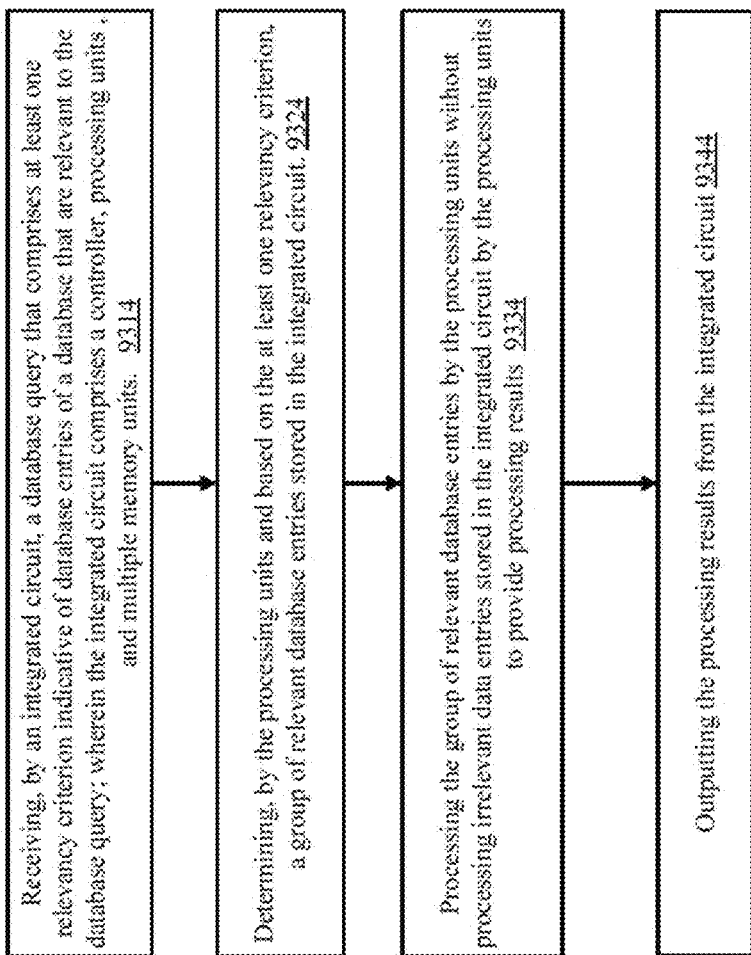 Receiving, by an integrated circuit, a database query that comprises at least one
relevancy criterion indicative of database entries of a database that are relevant to the
database query; wherein the integrated circuit comprises a controller, processing units ,
and multiple memory units. 9314
Determining, by the processing units and based on the at least one relevancy criterion,
a group of relevant database entries stored in the integrated circuit. 9324
Processing the group of relevant database entries by the processing units without
processing irrelevant data entries stored in the integrated circuit by the processing units
to provide processing results 9334
Outputting the processing results from the integrated circuit 9344